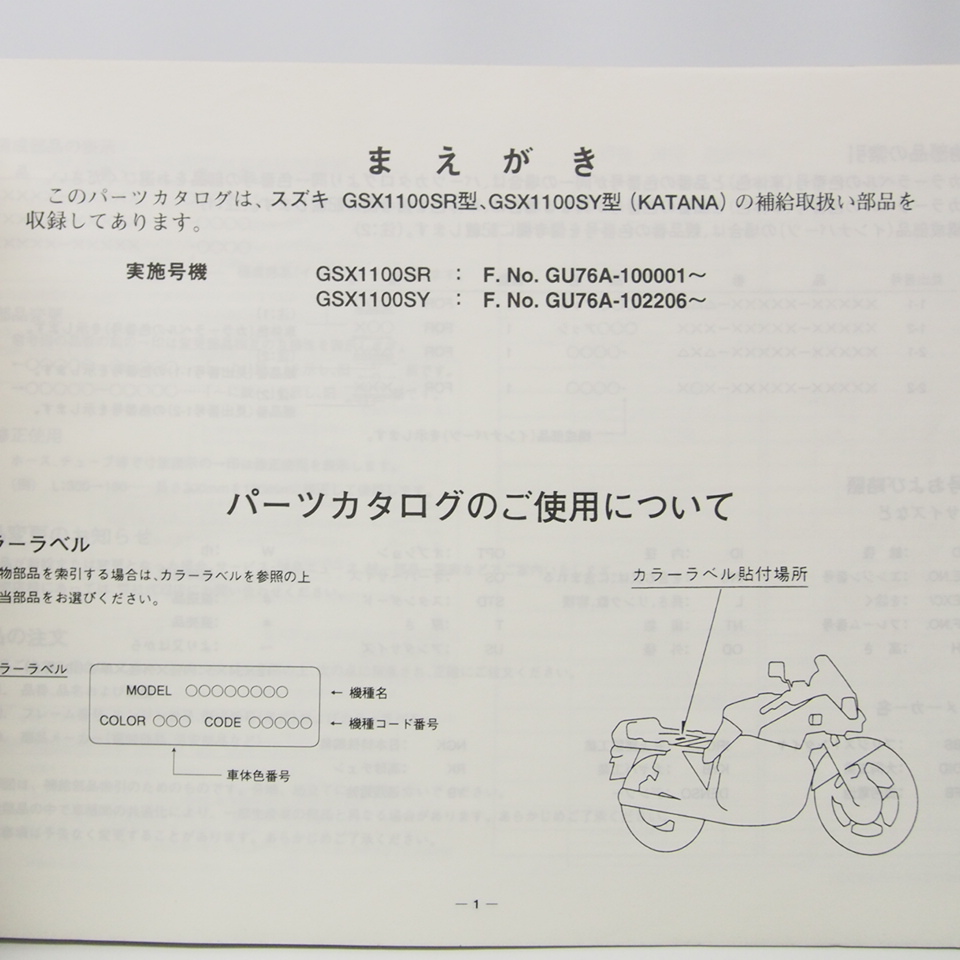 まえがき
このパーツカタログは、スズキ GSX1100SR型、GSX1100SY型（KATANA）の補給取扱い部品を
収録してあります。
実施号機 GSX1100SR : F. No. GU76A-100001～
GSX1100SY : F. No. GU76A-102206～
パーツカタログのご使用について
ラーラベル
物部品を索引する場合は、カラーラベルを参照の上
当部品をお選びください。
カラーラベル貼付場所
ラーラベル
MODEL ○○○○○○○○ ← 機種名
COLOR ○○○ CODE ○○○○○ ← 機種コード番号
車体色番号
— 1 —